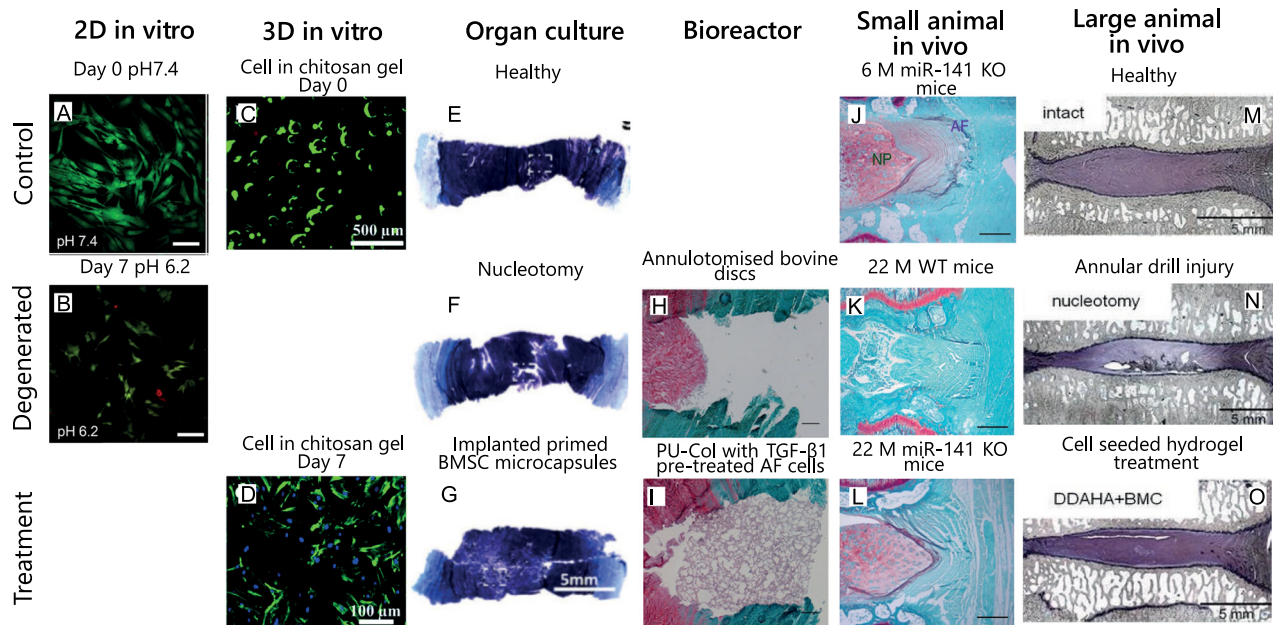 2D in vitro
3D in vitro
Organ culture
Bioreactor
Small animal
in vivo
Large animal
in vivo
Control
Day 0 pH7.4
A
pH 7.4
Cell in chitosan gel
Day 0
C
500 μm
Healthy
E
6 M miR-141 KO
mice
J
AF
NP
Healthy
intact
M
5 mm
Degenerated
Day 7 pH 6.2
B
pH 6.2
Nucleotomy
F
Annulotomised bovine
discs
H
22 M WT mice
K
Annular drill injury
nucleotomy
N
5 mm
Treatment
Cell in chitosan gel
Day 7
D
100 μm
Implanted primed
BMSC microcapsules
G
5mm
PU-Col with TGF-β1
pre-treated AF cells
I
22 M miR-141 KO
mice
L
Cell seeded hydrogel
treatment
DDAHA+BMC
O
5 mm